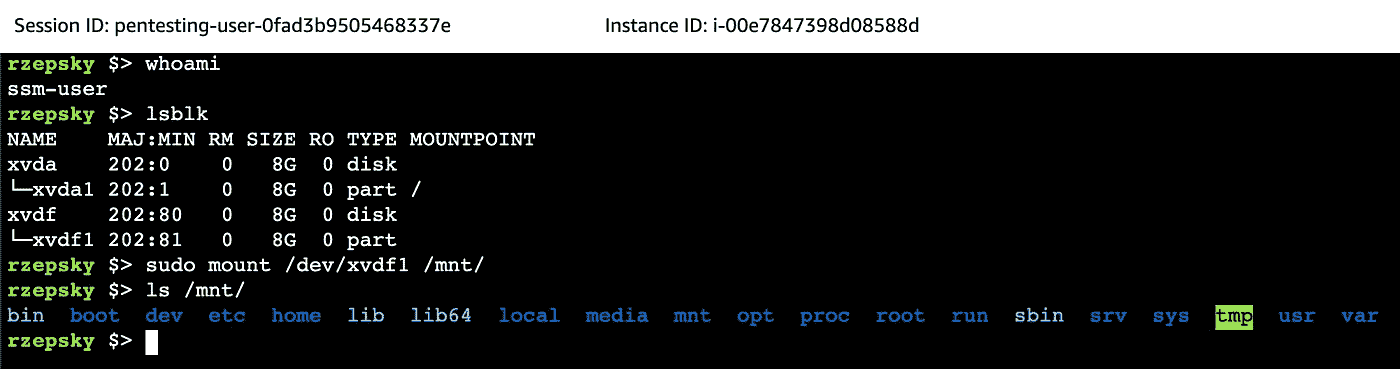 Session ID: pentesting-user-0fad3b9505468337e Instance ID: i-00e7847398d08588d
rzepsky $> whoami
ssm-user
rzepsky $> lsblk
NAME    MAJ:MIN RM SIZE RO TYPE MOUNTPOINT
xvda    202:0    0   8G  0 disk
└─xvda1 202:1    0   8G  0 part /
xvdf    202:80   0   8G  0 disk
└─xvdf1 202:81   0   8G  0 part
rzepsky $> sudo mount /dev/xvdf1 /mnt/
rzepsky $> ls /mnt/
bin  boot  dev  etc  home  lib  lib64  local  media  mnt  opt  proc  root  run  sbin  srv  sys  tmp  usr  var
rzepsky $>